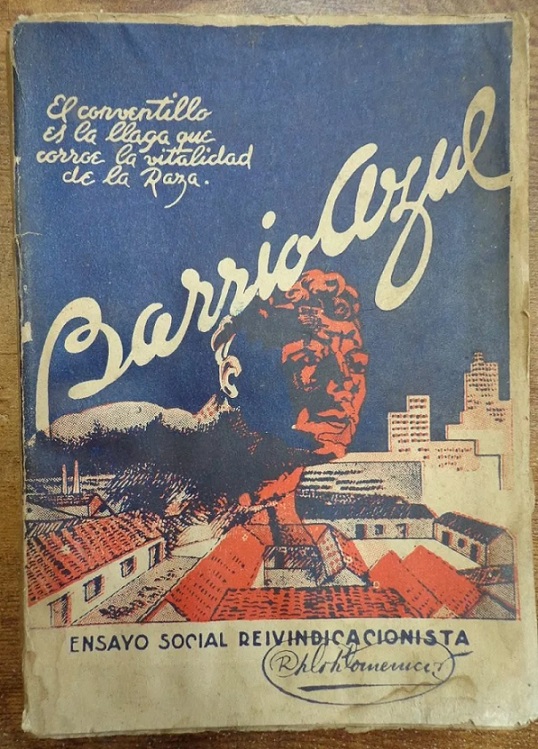 El conventillo
es la llaga que
corroe la vitalidad
de la Raza.
Barrio Azul
ENSAYO SOCIAL REIVINDICACIONISTA